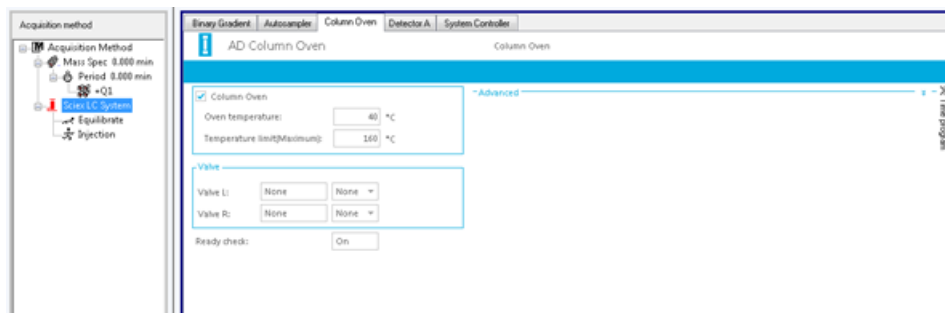 Acquisition method
Acquisition Method
Mass Spec 0.000 min
Period 0.000 min
+Q1
Sciex LC System
Equilibrate
Injection
Binary Gradient Autosampler Column Oven Detector A System Controller
AD Column Oven Column Oven
Column Oven
Oven temperature: 40 °C
Temperature limit(Maximum): 160 °C
Valve
Valve L: None None
Valve R: None None
Ready check: On
Advanced
Time program